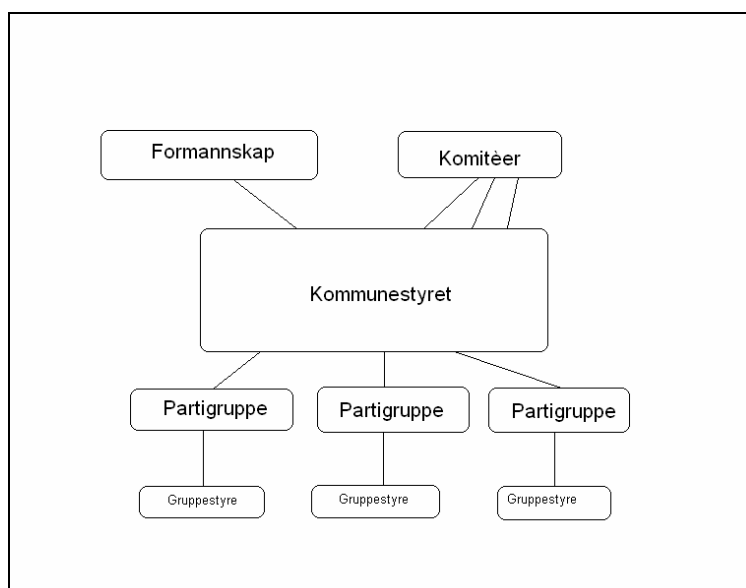 Formannskap
Komitèer
Kommunestyret
Partigruppe
Partigruppe
Partigruppe
Gruppestyre
Gruppestyre
Gruppestyre